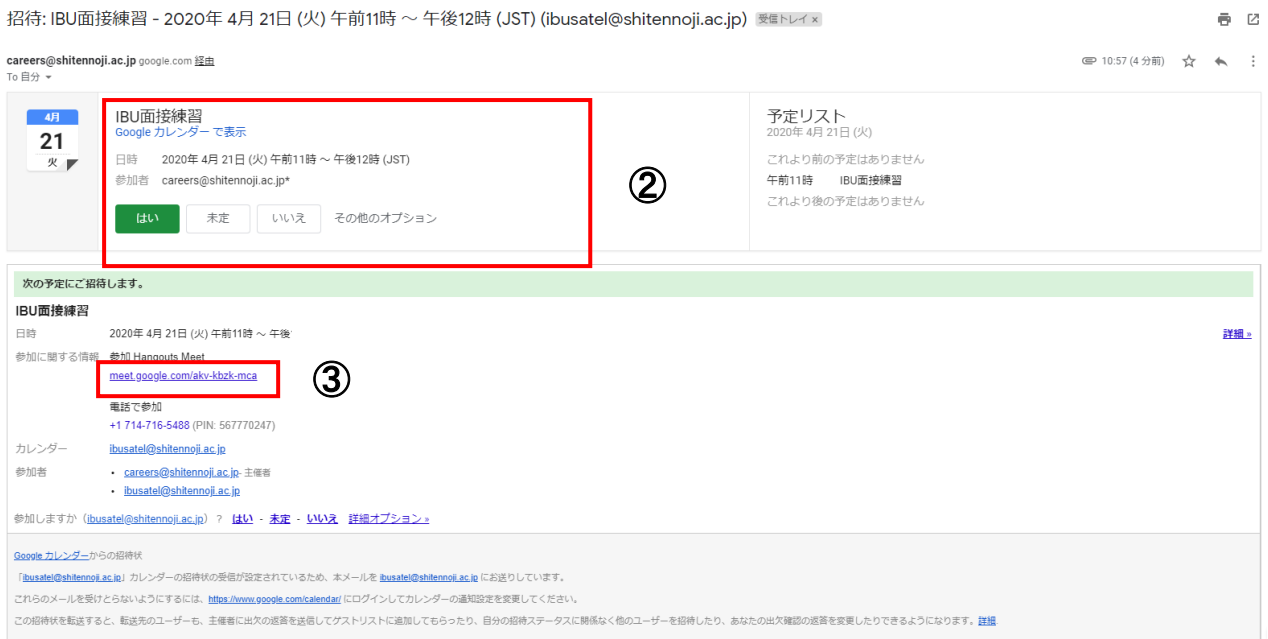 招待: IBU面接練習 - 2020年 4月 21日 (火) 午前11時 ～ 午後12時 (JST) (ibusatel@shitennoji.ac.jp) 受信トレイ ×
careers@shitennoji.ac.jp google.com 経由
10:57 (4 分前)
To 自分
4月
21
火
IBU面接練習
Google カレンダー で表示
日時 2020年 4月 21日 (火) 午前11時 ～ 午後12時 (JST)
参加者 careers@shitennoji.ac.jp*
はい 未定 いいえ その他のオプション
②
予定リスト
2020年 4月 21日 (火)
これより前の予定はありません
午前11時 IBU面接練習
これより後の予定はありません
次の予定にご招待します。
IBU面接練習
日時 2020年 4月 21日 (火) 午前11時 ～ 午後
詳細 »
参加に関する情報 参加 Hangouts Meet
meet.google.com/akv-kbzk-mca
③
電話で参加
+1 714-716-5488 (PIN: 567770247)
カレンダー ibusatel@shitennoji.ac.jp
参加者 • careers@shitennoji.ac.jp- 主催者
• ibusatel@shitennoji.ac.jp
参加しますか（ibusatel@shitennoji.ac.jp）？ はい - 未定 - いいえ 詳細オプション »
Google カレンダーからの招待状
「ibusatel@shitennoji.ac.jp」カレンダーの招待状の受信が設定されているため、本メールを ibusatel@shitennoji.ac.jp にお送りしています。
これらのメールを受けとらないようにするには、https://www.google.com/calendar/ にログインしてカレンダーの通知設定を変更してください。
この招待状を転送すると、転送先のユーザーも、主催者に出欠の返答を送信してゲストリストに追加してもらったり、自分の招待ステータスに関係なく他のユーザーを招待したり、あなたの出欠確認の返答を変更したりできるようになります。詳細